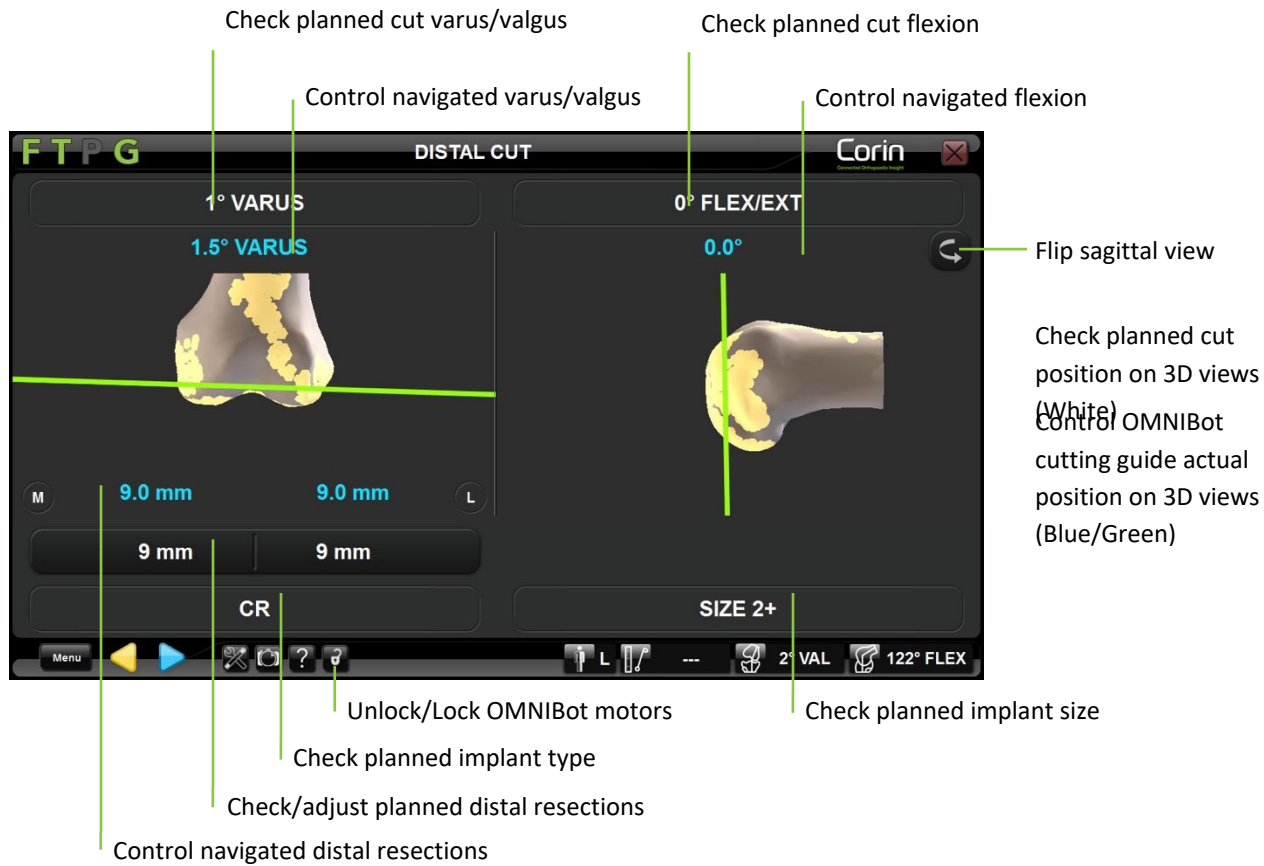 Check planned cut varus/valgus
Check planned cut flexion
Control navigated varus/valgus
Control navigated flexion
F T P G
DISTAL CUT
Corin
Connected Orthopaedic Insight
1° VARUS
0° FLEX/EXT
1.5° VARUS
0.0°
Flip sagittal view
Check planned cut
position on 3D views
(White)
Control OMNIBot
cutting guide actual
position on 3D views
(Blue/Green)
M
9.0 mm
9.0 mm
L
9 mm
9 mm
CR
SIZE 2+
Menu
?
L
---
2° VAL
122° FLEX
Unlock/Lock OMNIBot motors
Check planned implant size
Check planned implant type
Check/adjust planned distal resections
Control navigated distal resections